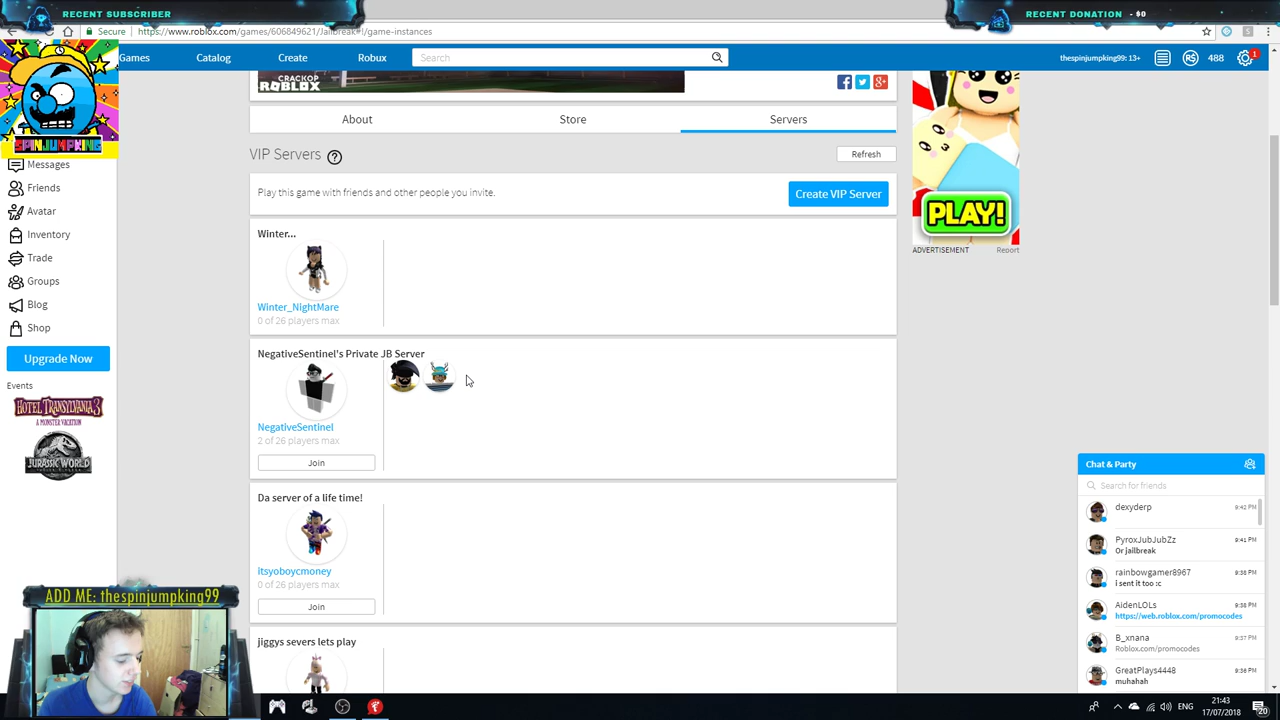 RECENT SUBSCRIBER
RECENT DONATION - $0
Secure
https://www.roblox.com/games/606849621/Jailbreak#!/game-instances
Games
Catalog
Create
Robux
Search
thespinjumpking99: 13+
488
1
CRACKOP
ROBLOX
SPINJUMPKING
About
Store
Servers
VIP Servers
Refresh
Play this game with friends and other people you invite.
Create VIP Server
Messages
Friends
Avatar
Inventory
Trade
Groups
Blog
Shop
Upgrade Now
Events
HOTEL TRANSYLVANIA 3
A MONSTER VACATION
JURASSIC WORLD
PLAY!
ADVERTISEMENT
Report
Winter...
Winter_NightMare
0 of 26 players max
NegativeSentinel's Private JB Server
NegativeSentinel
2 of 26 players max
Join
Da server of a life time!
itsyoboycmoney
0 of 26 players max
Join
jiggys severs lets play
Chat & Party
Search for friends
dexyderp
9:42 PM
PyroxJubJubZz
9:41 PM
Or jailbreak
rainbowgamer8967
9:38 PM
i sent it too :c
AidenLOLs
9:38 PM
https://web.roblox.com/promocodes
B_xnana
9:37 PM
Roblox.com/promocodes
GreatPlays4448
9:36 PM
muhahah
ADD ME: thespinjumpking99
ENG
21:43
17/07/2018
20